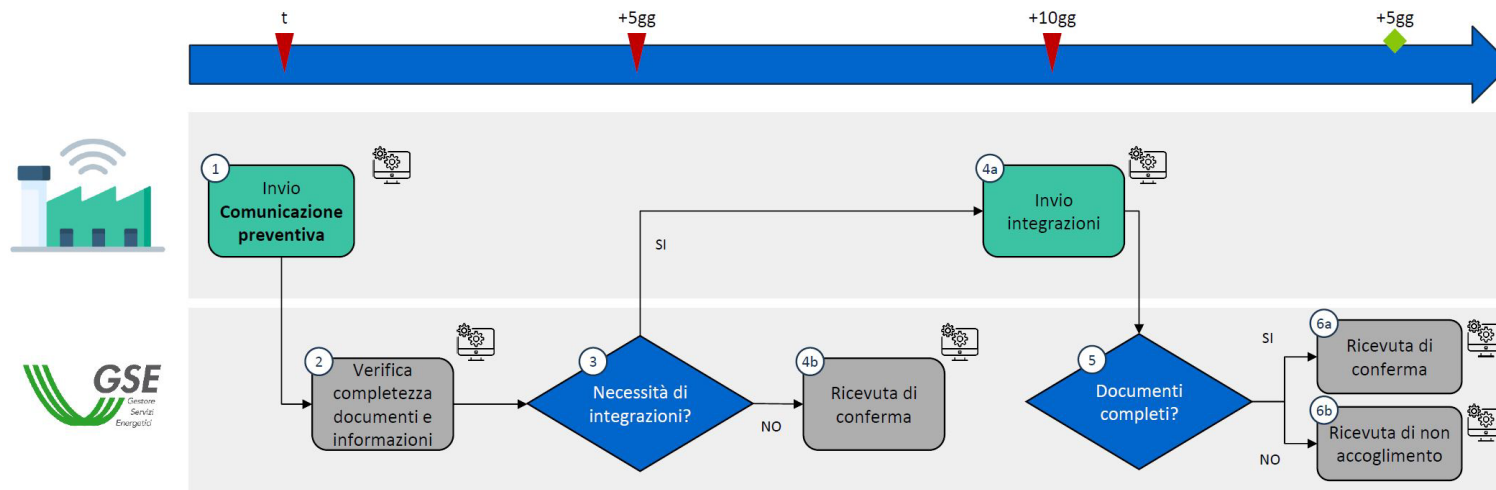 t
+5gg
+10gg
+5gg
1
Invio
Comunicazione
preventiva
4a
Invio
integrazioni
SI
GSE
Gestore
Servizi
Energetici
2
Verifica
completezza
documenti e
informazioni
3
Necessità di
integrazioni?
NO
4b
Ricevuta di
conferma
5
Documenti
completi?
SI
6a
Ricevuta di
conferma
NO
6b
Ricevuta di non
accoglimento